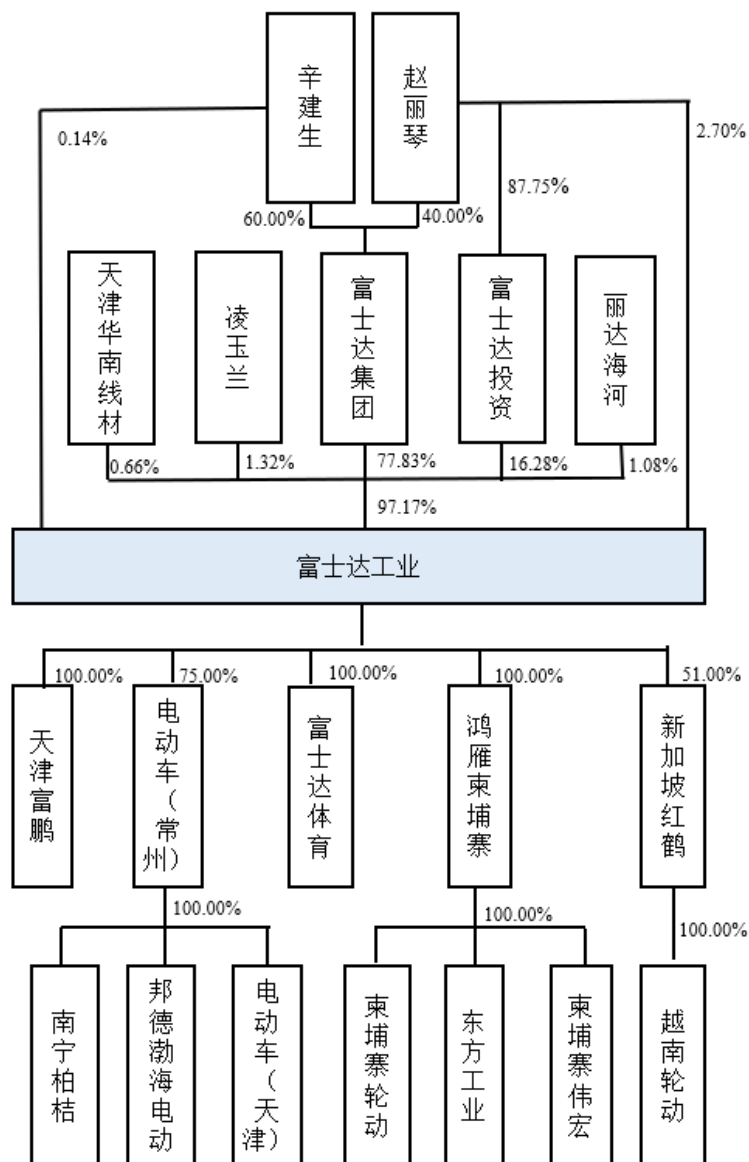 辛建生
赵丽琴
0.14%
2.70%
87.75%
60.00%
40.00%
天津华南线材
凌玉兰
富士达集团
富士达投资
丽达海河
0.66%
1.32%
77.83%
16.28%
1.08%
97.17%
富士达工业
100.00%
75.00%
100.00%
100.00%
51.00%
天津富鹏
电动车（常州）
富士达体育
鸿雁柬埔寨
新加坡红鹤
100.00%
100.00%
100.00%
南宁柏桔
邦德渤海电动
电动车（天津）
柬埔寨轮动
东方工业
柬埔寨伟宏
越南轮动